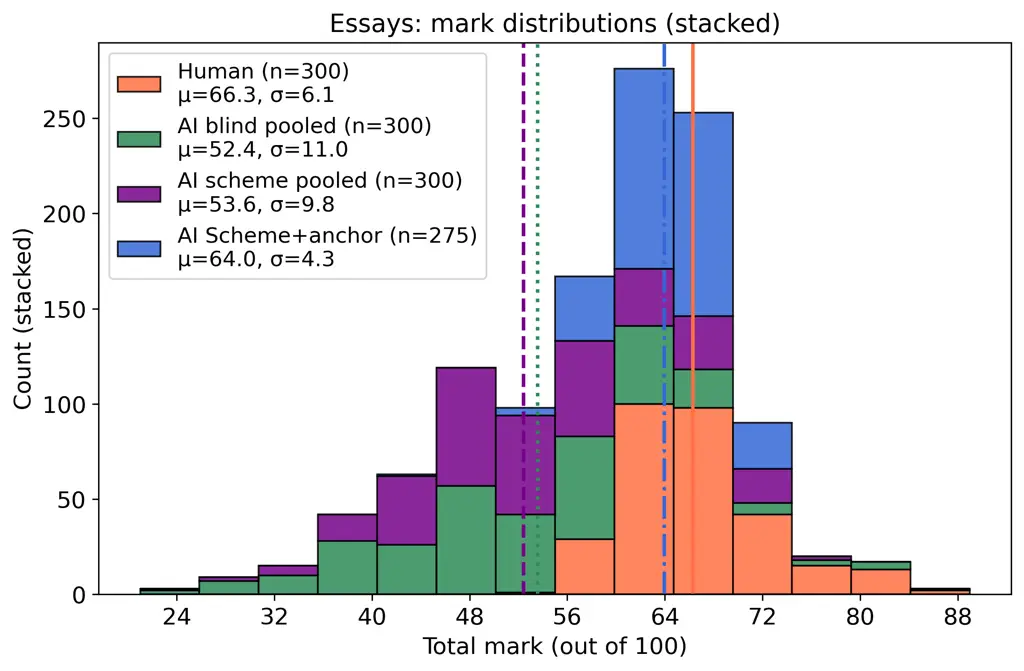 Essays: mark distributions (stacked)
Human (n=300)
μ=66.3, σ=6.1
AI blind pooled (n=300)
μ=52.4, σ=11.0
AI scheme pooled (n=300)
μ=53.6, σ=9.8
AI Scheme+anchor (n=275)
μ=64.0, σ=4.3
Count (stacked)
250
200
150
100
50
0
24 32 40 48 56 64 72 80 88
Total mark (out of 100)